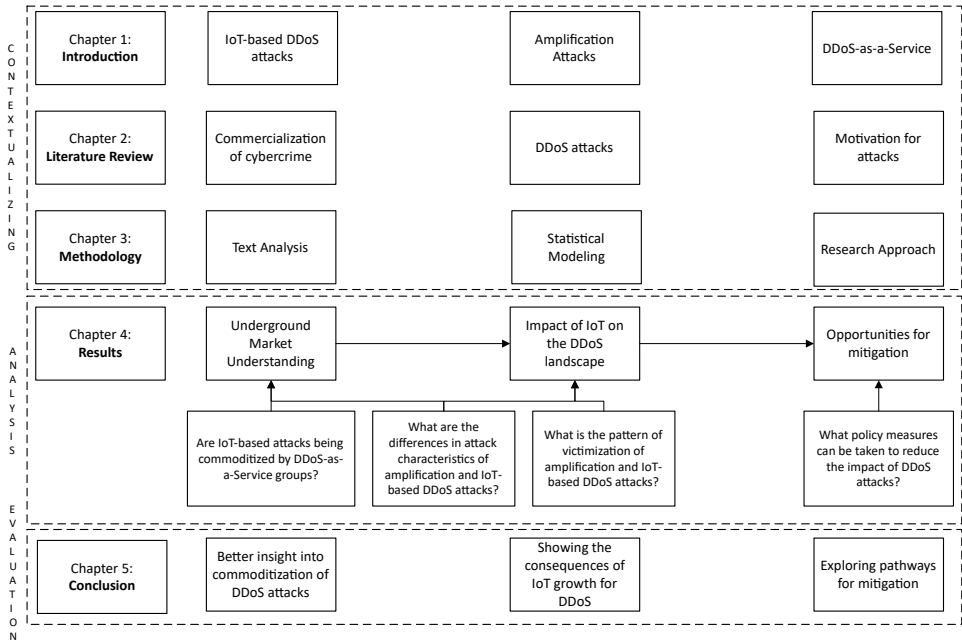 CONTEXTUALIZING
Chapter 1:
Introduction
IoT-based DDoS
attacks
Amplification
Attacks
DDoS-as-a-Service
Chapter 2:
Literature Review
Commercialization
of cybercrime
DDoS attacks
Motivation for
attacks
Chapter 3:
Methodology
Text Analysis
Statistical
Modeling
Research Approach
ANALYSIS
Chapter 4:
Results
Underground
Market
Understanding
Impact of IoT on
the DDoS
landscape
Opportunities for
mitigation
Are IoT-based attacks being
commoditized by DDoS-as-
a-Service groups?
What are the
differences in attack
characteristics of
amplification and IoT-
based DDoS attacks?
What is the pattern of
victimization of
amplification and IoT-
based DDoS attacks?
What policy measures
can be taken to reduce
the impact of DDoS
attacks?
EVALUATION
Chapter 5:
Conclusion
Better insight into
commoditization of
DDoS attacks
Showing the
consequences of
IoT growth for
DDoS
Exploring pathways
for mitigation